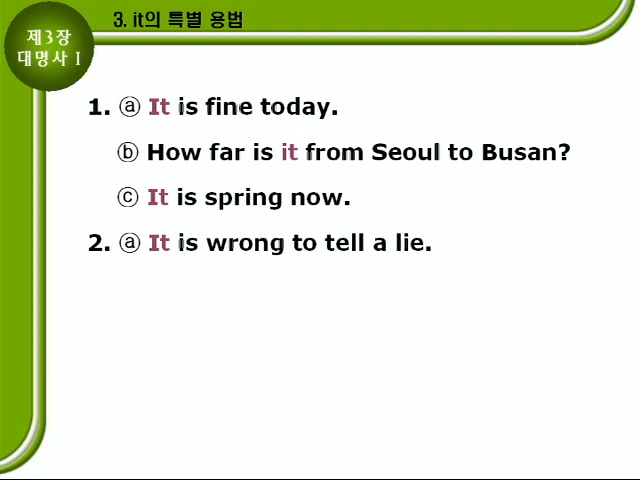 3. it의 특별 용법
제3장
대명사 I
1. ⓐ It is fine today.
ⓑ How far is it from Seoul to Busan?
ⓒ It is spring now.
2. ⓐ It is wrong to tell a lie.